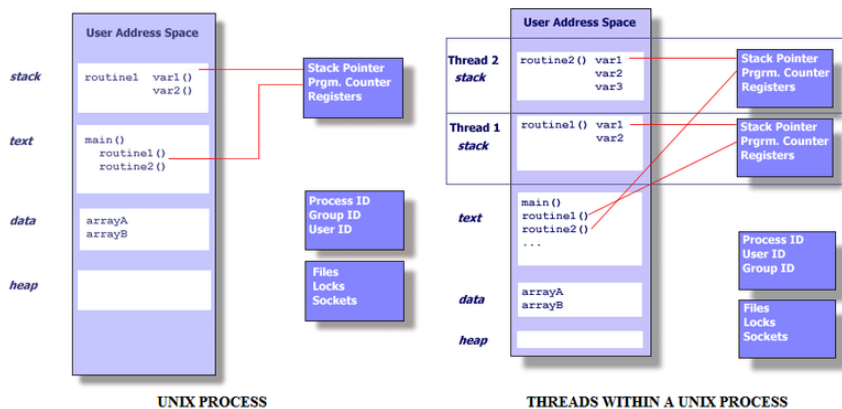 User Address Space
stack
routine1 var1()
var2()
Stack Pointer
Prgm. Counter
Registers
text
main()
routine1()
routine2()
Process ID
Group ID
User ID
data
arrayA
arrayB
Files
Locks
Sockets
heap
UNIX PROCESS
User Address Space
Thread 2
stack
routine2() var1
var2
var3
Stack Pointer
Prgrm. Counter
Registers
Thread 1
stack
routine1() var1
var2
Stack Pointer
Prgrm. Counter
Registers
text
main()
routine1()
routine2()
...
Process ID
User ID
Group ID
data
arrayA
arrayB
Files
Locks
Sockets
heap
THREADS WITHIN A UNIX PROCESS